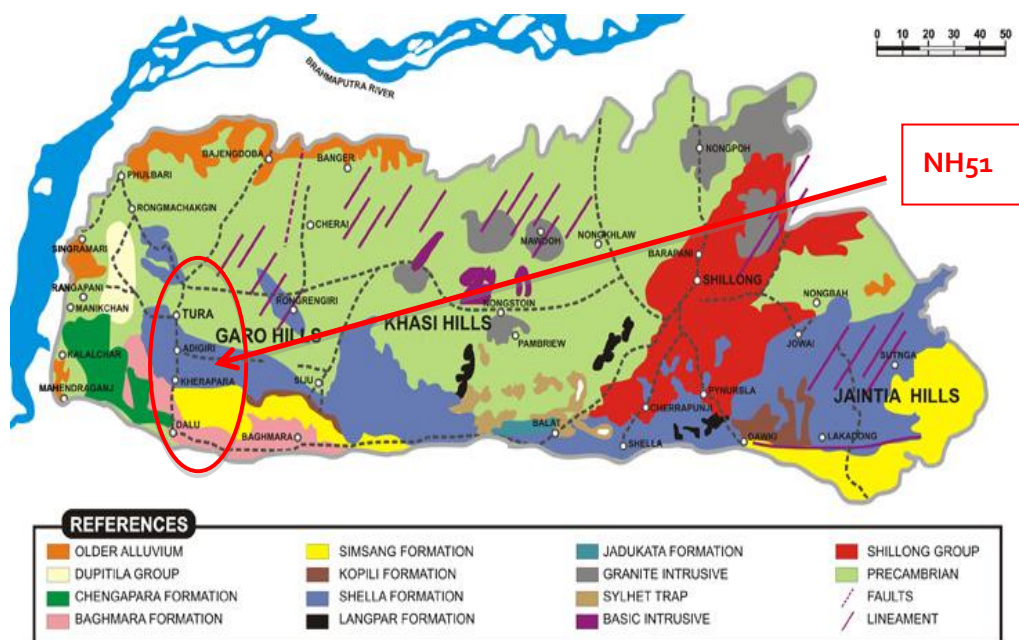 0 10 20 30 40 50
BRAHMAPUTRA RIVER
NH51
NONGPOH
BAJENGDOBA
BANGER
PHULBARI
RONGMACHAKGIN
CHERAI
SINGRAMARI
MAWDOH
NONGKHLAW
BARAPANI
SHILLONG
RANGAPANI
MANIKCHAN
TURA
RONGRENGIRI
NONGSTOIN
NONGBAH
GARO HILLS
KHASI HILLS
PAMBRIEW
JOWAI
KALALCHAR
ADIGIRI
SUTNGA
MAHENDRAGANJ
KHERAPARA
SIJU
PYNURSLA
JAINTIA HILLS
CHERRAPUNJI
DALU
BAGHMARA
BALAT
SHELLA
DAWKI
LAKADONG
REFERENCES
OLDER ALLUVIUM
DUPITILA GROUP
CHENGAPARA FORMATION
BAGHMARA FORMATION
SIMSANG FORMATION
KOPILI FORMATION
SHELLA FORMATION
LANGPAR FORMATION
JADUKATA FORMATION
GRANITE INTRUSIVE
SYLHET TRAP
BASIC INTRUSIVE
SHILLONG GROUP
PRECAMBRIAN
FAULTS
LINEAMENT